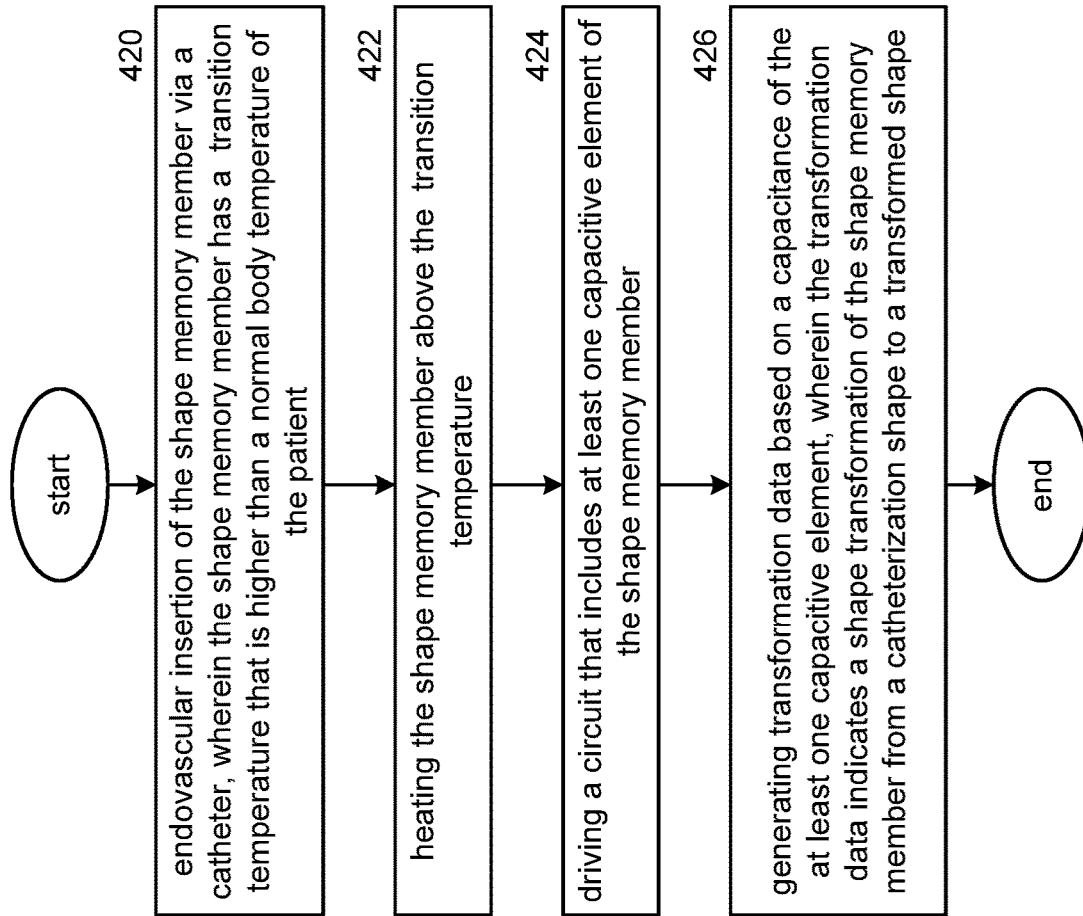 start
420
endovascular insertion of the shape memory member via a
catheter, wherein the shape memory member has a transition
temperature that is higher than a normal body temperature of
the patient
422
heating the shape memory member above the transition
temperature
424
driving a circuit that includes at least one capacitive element of
the shape memory member
426
generating transformation data based on a capacitance of the
at least one capacitive element, wherein the transformation
data indicates a shape transformation of the shape memory
member from a catheterization shape to a transformed shape
end